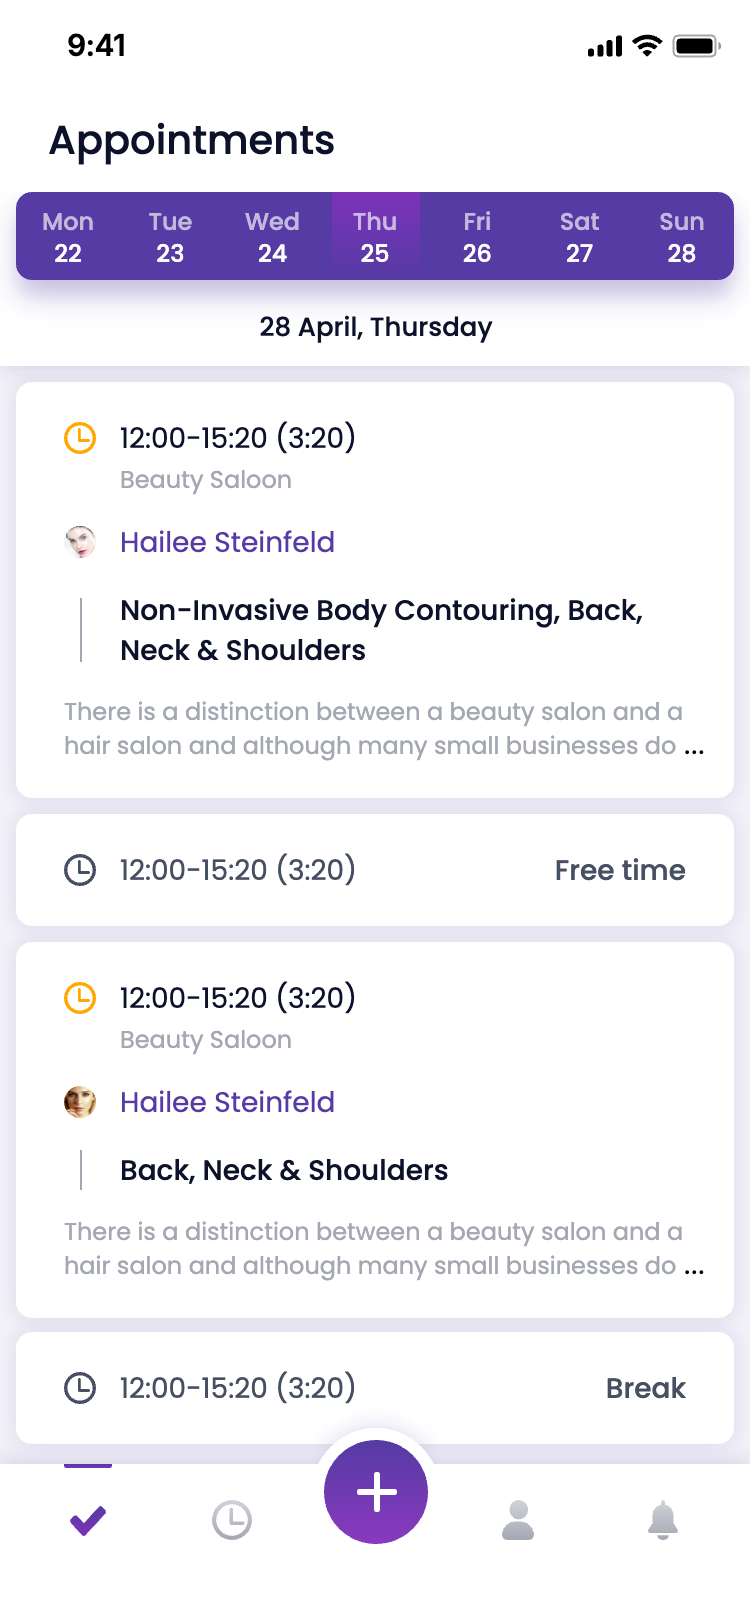 9:41
Appointments
Mon Tue Wed Thu Fri Sat Sun
22 23 24 25 26 27 28
28 April, Thursday
12:00-15:20 (3:20)
Beauty Saloon
Hailee Steinfeld
Non-Invasive Body Contouring, Back,
Neck & Shoulders
There is a distinction between a beauty salon and a
hair salon and although many small businesses do ...
12:00-15:20 (3:20) Free time
12:00-15:20 (3:20)
Beauty Saloon
Hailee Steinfeld
Back, Neck & Shoulders
There is a distinction between a beauty salon and a
hair salon and although many small businesses do ...
12:00-15:20 (3:20) Break